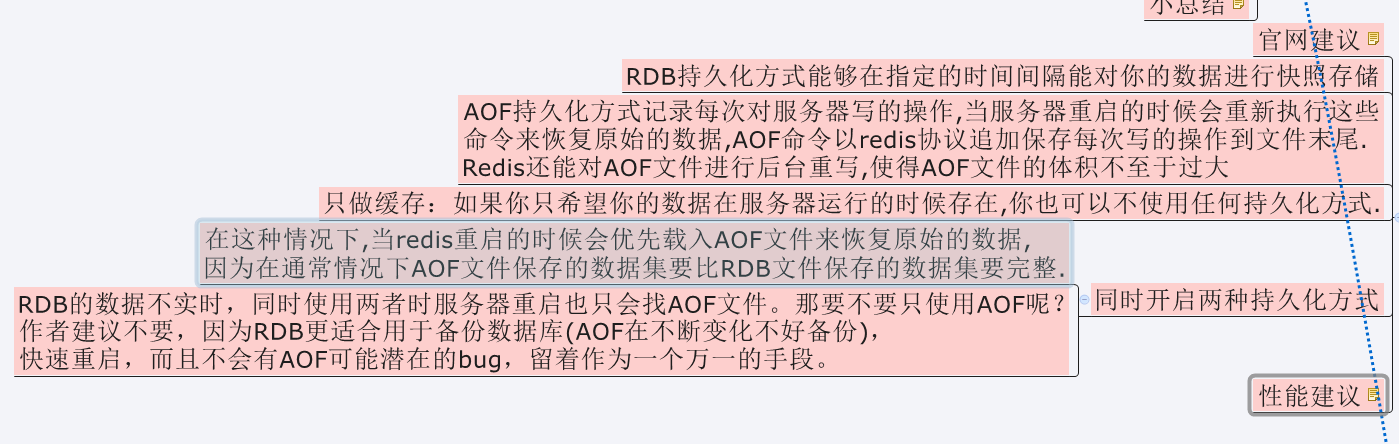 小总结
官网建议
RDB持久化方式能够在指定的时间间隔能对你的数据进行快照存储
AOF持久化方式记录每次对服务器写的操作,当服务器重启的时候会重新执行这些
命令来恢复原始的数据,AOF命令以redis协议追加保存每次写的操作到文件末尾.
Redis还能对AOF文件进行后台重写,使得AOF文件的体积不至于过大
只做缓存：如果你只希望你的数据在服务器运行的时候存在,你也可以不使用任何持久化方式.
在这种情况下,当redis重启的时候会优先载入AOF文件来恢复原始的数据,
因为在通常情况下AOF文件保存的数据集要比RDB文件保存的数据集要完整.
同时开启两种持久化方式
RDB的数据不实时，同时使用两者时服务器重启也只会找AOF文件。那要不要只使用AOF呢？
作者建议不要，因为RDB更适合用于备份数据库(AOF在不断变化不好备份)，
快速重启，而且不会有AOF可能潜在的bug，留着作为一个万一的手段。
性能建议